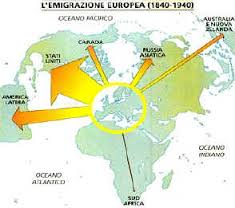 L'EMIGRAZIONE EUROPEA (1840-1940)
OCEANO PACIFICO
AUSTRALIA
E NUOVA
ZELANDA
CANADA
STATI
UNITI
RUSSIA
ASIATICA
AMERICA
LATINA
OCEANO
INDIANO
OCEANO
ATLANTICO
SUD
AFRICA